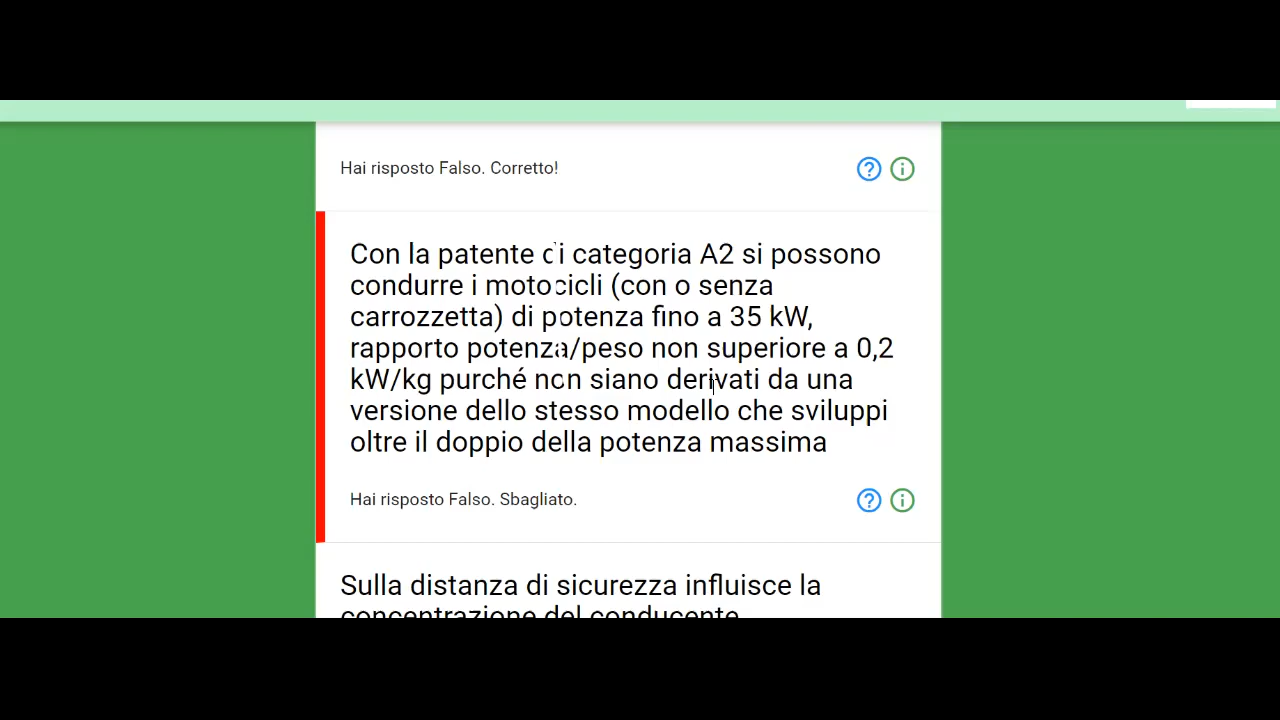 Hai risposto Falso. Corretto!
Con la patente di categoria A2 si possono
condurre i motocicli (con o senza
carrozzetta) di potenza fino a 35 kW,
rapporto potenza/peso non superiore a 0,2
kW/kg purché non siano derivati da una
versione dello stesso modello che sviluppi
oltre il doppio della potenza massima
Hai risposto Falso. Sbagliato.
Sulla distanza di sicurezza influisce la
concentrazione del conducente